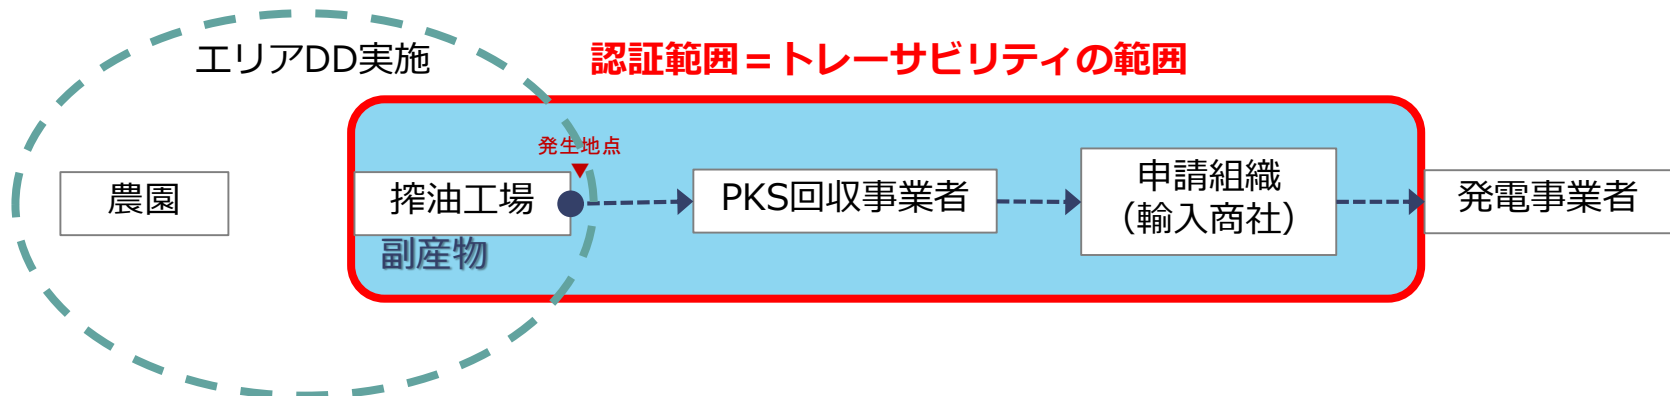 エリアDD実施
認証範囲=トレーサビリティの範囲
発生地点
農園
搾油工場
副産物
PKS回収事業者
申請組織
（輸入商社）
発電事業者